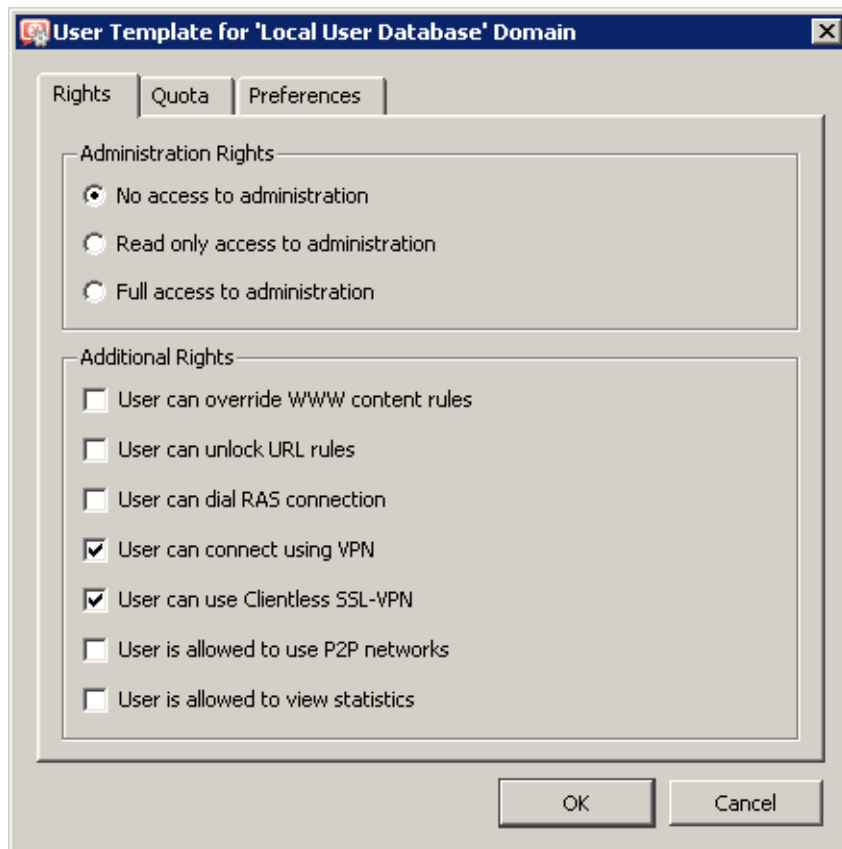 User Template for 'Local User Database' Domain
Rights Quota Preferences
Administration Rights
No access to administration
Read only access to administration
Full access to administration
Additional Rights
User can override WWW content rules
User can unlock URL rules
User can dial RAS connection
User can connect using VPN
User can use Clientless SSL-VPN
User is allowed to use P2P networks
User is allowed to view statistics
OK Cancel